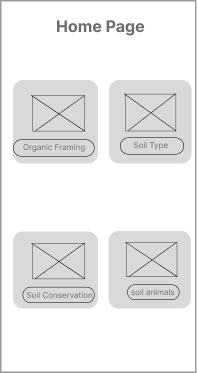 Home Page
Organic Framing
Soil Type
Soil Conservation
soil animals